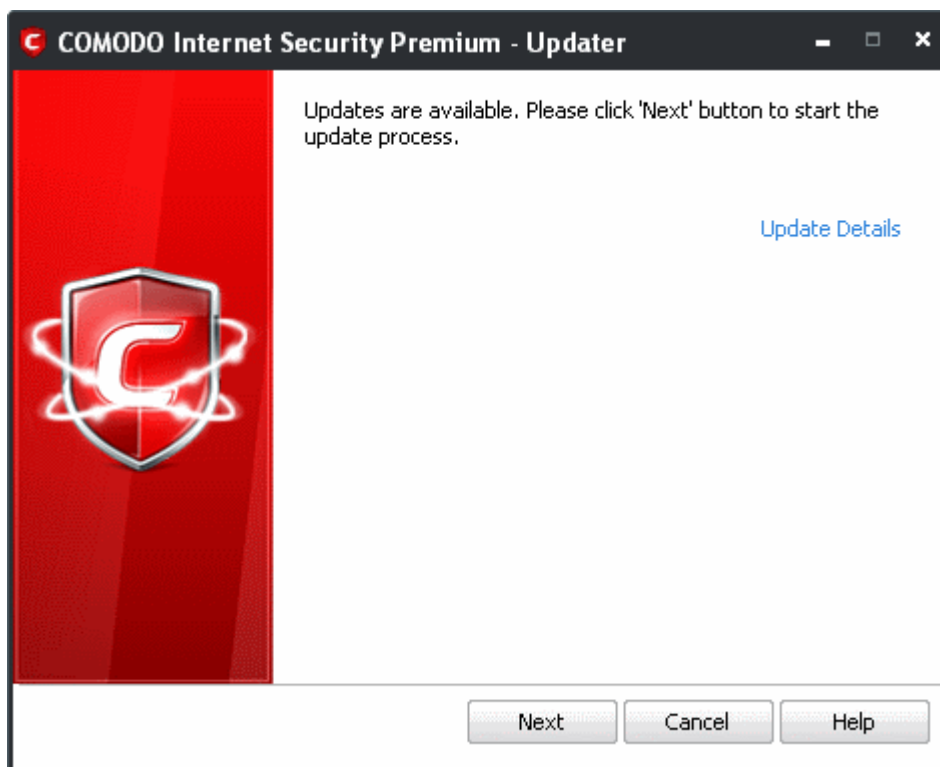 COMODO Internet Security Premium - Updater
Updates are available. Please click 'Next' button to start the
update process.
Update Details
Next
Cancel
Help